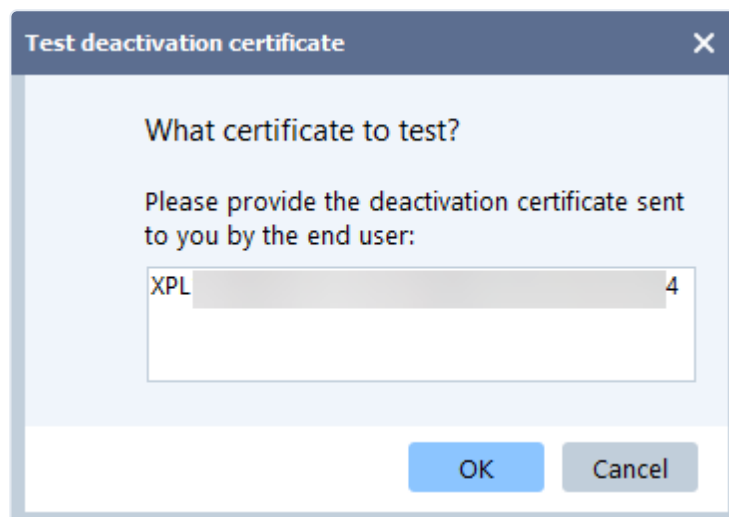 Test deactivation certificate
What certificate to test?
Please provide the deactivation certificate sent
to you by the end user:
XPL 4
OK
Cancel